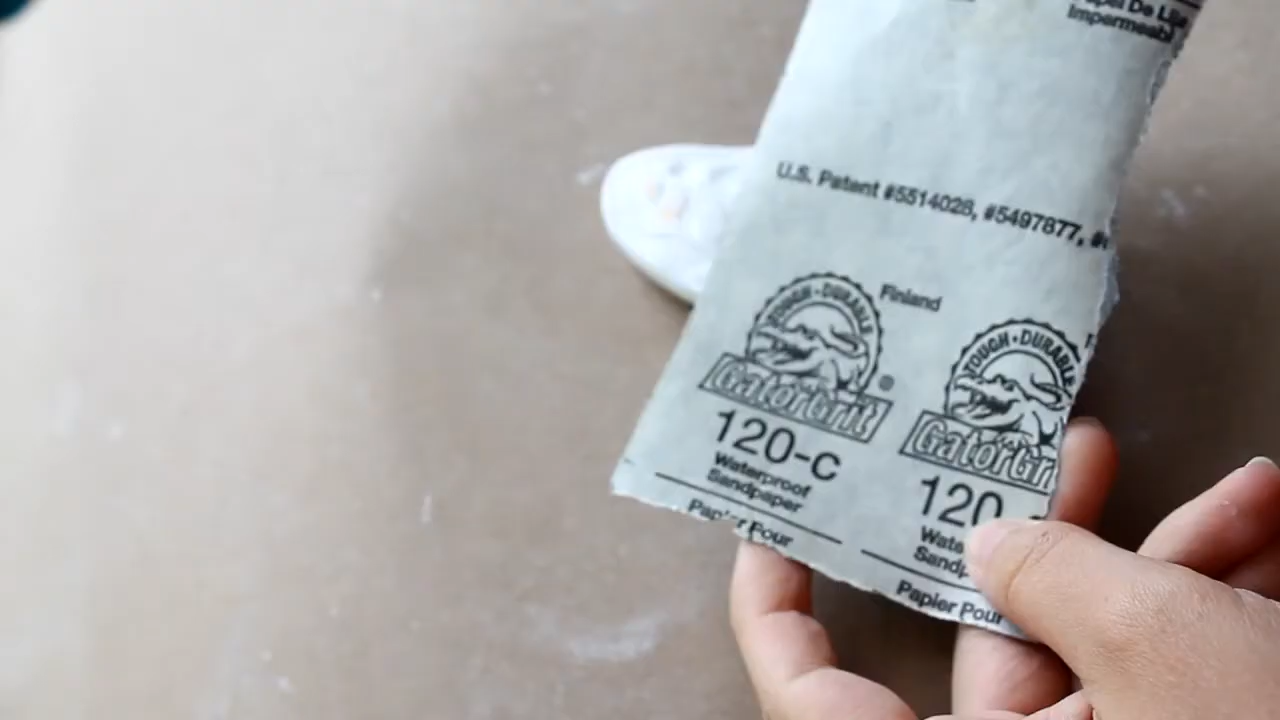 Papel De Lija
Impermeabl
U.S. Patent #5514028, #5497877, #
TOUGH • DURABLE
Finland
GatorGrit®
120-C
Waterproof
Sandpaper
Papier Pour
TOUGH • DURABLE
GatorGri
120
Wate
Sandp
Papier Pour